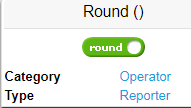 Round ()
round
Category Operator
Type Reporter